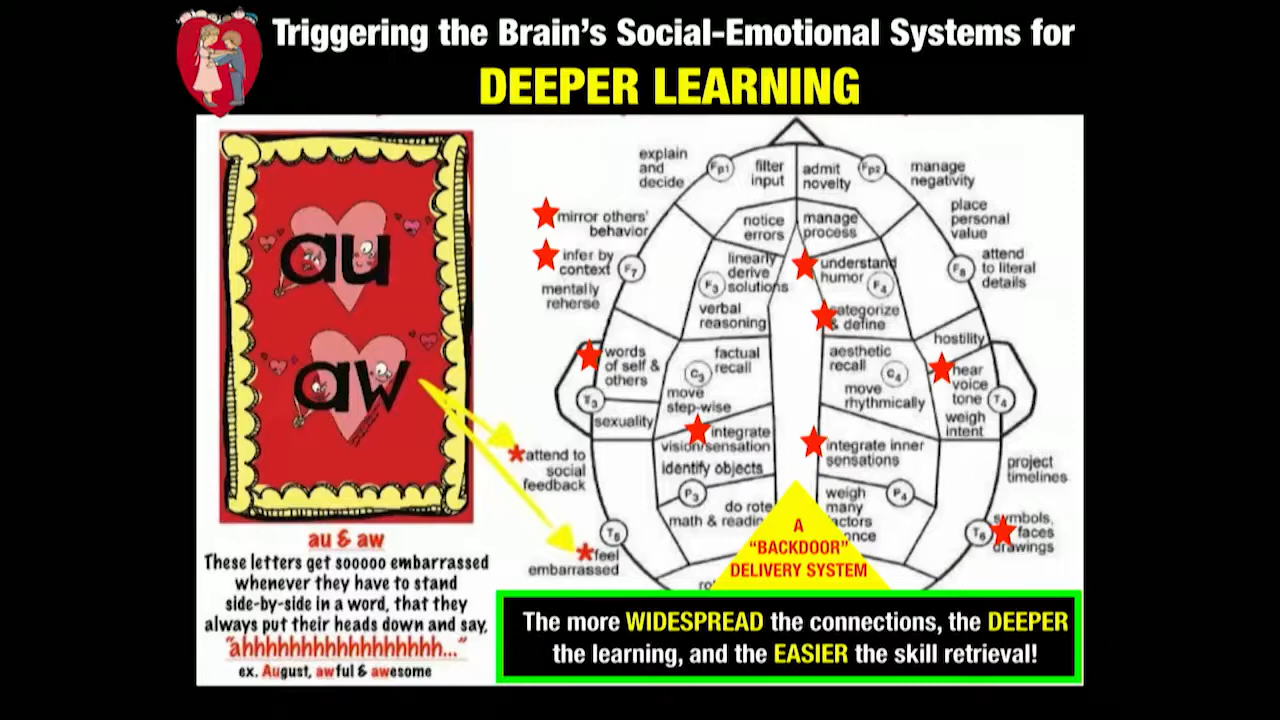 Triggering the Brain's Social-Emotional Systems for
DEEPER LEARNING
au
aw
au & aw
These letters get sooooo embarrassed
whenever they have to stand
side-by-side in a word, that they
always put their heads down and say,
"ahhhhhhhhhhhhhhhhh..."
ex. August, awful & awesome
explain
and
decide
Fp1
filter
input
admit
novelty
Fp2
manage
negativity
mirror others'
behavior
notice
errors
manage
process
place
personal
value
infer by
context
F7
mentally
reherse
F3
linearly
derive
solutions
understand
humor
F4
F8
attend
to literal
details
verbal
reasoning
categorize
& define
hostility
words
of self &
others
T3
factual
recall
C3
move
step-wise
aesthetic
recall
C4
move
rhythmically
hear
voice
tone
T4
weigh
intent
sexuality
integrate
vision/sensation
identify objects
integrate inner
sensations
project
timelines
*attend to
social
feedback
P3
do rote
math &
weigh
many
P4
T5
*feel
embarrassed
T6
symbols,
faces
drawings
A
"BACKDOOR"
DELIVERY SYSTEM
The more WIDESPREAD the connections, the DEEPER
the learning, and the EASIER the skill retrieval!